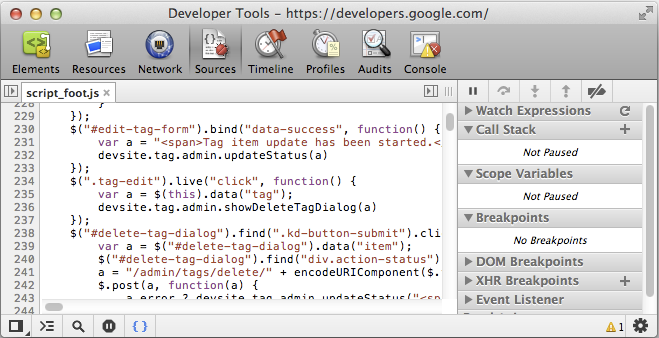 Developer Tools - https://developers.google.com/
Elements Resources Network Sources Timeline Profiles Audits Console
script_foot.js ×
228 }
229 });
230 $("#edit-tag-form").bind("data-success", function() {
231 var a = "<span>Tag item update has been started.<
232 devsite.tag.admin.updateStatus(a)
233 });
234 $(".tag-edit").live("click", function() {
235 var a = $(this).data("tag");
236 devsite.tag.admin.showDeleteTagDialog(a)
237 });
238 $("#delete-tag-dialog").find(".kd-button-submit").cli
239 var a = $("#delete-tag-dialog").data("item");
240 $("#delete-tag-dialog").find("div.action-status")
241 a = "/admin/tags/delete/" + encodeURIComponent($.
242 $.post(a, function(a) {
243 a.error ? devsite.tag.admin.updateStatus("<sp
244
Watch Expressions
Call Stack
Not Paused
Scope Variables
Not Paused
Breakpoints
No Breakpoints
DOM Breakpoints
XHR Breakpoints
Event Listener
{ } 1